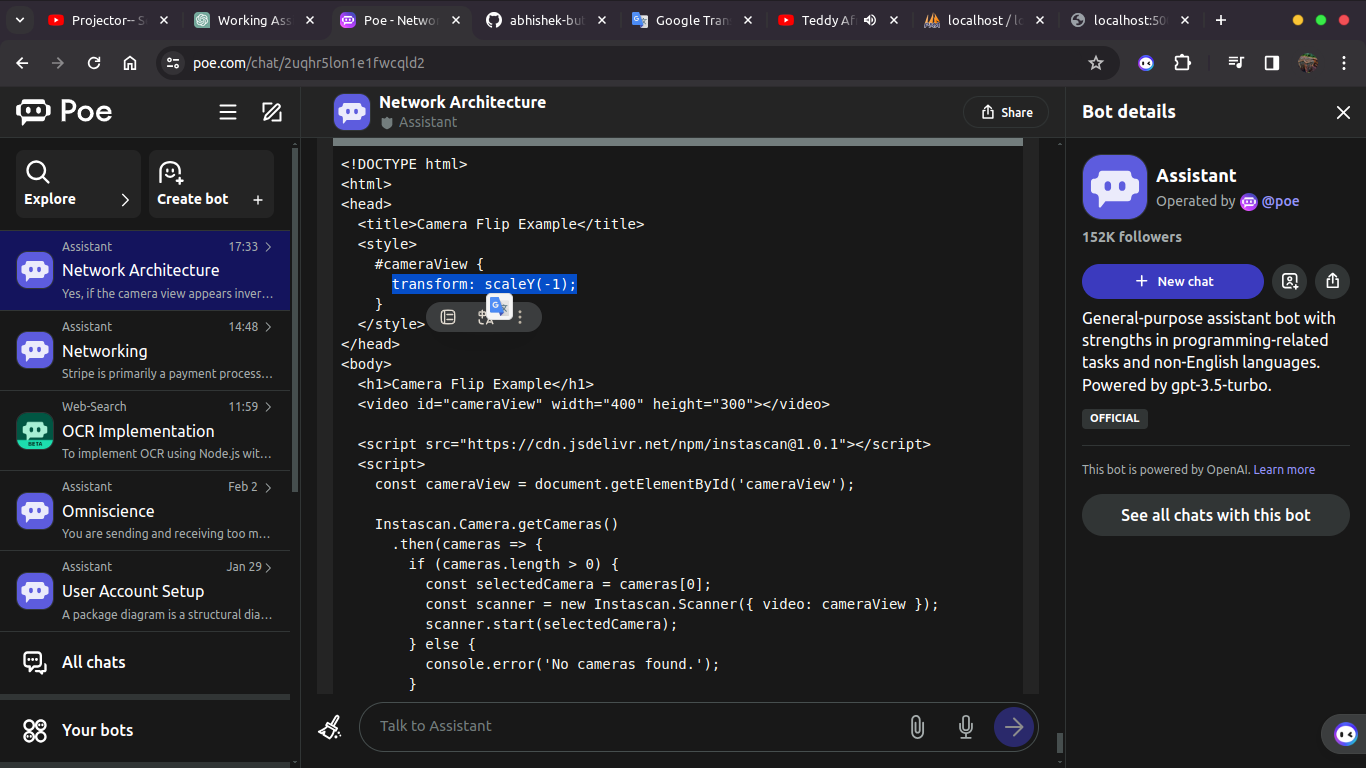 Projector-- S
Working Ass
Poe - Netwo
abhishek-but
Google Tran
Teddy Af
localhost / lo
localhost:500
poe.com/chat/2uqhr5lon1e1fwcqld2
Poe
Explore
Create bot +
Assistant 17:33
Network Architecture
Yes, if the camera view appears inver…
Assistant 14:48
Networking
Stripe is primarily a payment process…
Web-Search 11:59
OCR Implementation
To implement OCR using Node.js wit…
BETA
Assistant Feb 2
Omniscience
You are sending and receiving too m…
Assistant Jan 29
User Account Setup
A package diagram is a structural dia…
All chats
Your bots
Network Architecture
Assistant
Share
<!DOCTYPE html>
<html>
<head>
<title>Camera Flip Example</title>
<style>
#cameraView {
transform: scaleY(-1);
}
</style>
</head>
<body>
<h1>Camera Flip Example</h1>
<video id="cameraView" width="400" height="300"></video>
<script src="https://cdn.jsdelivr.net/npm/instascan@1.0.1"></script>
<script>
const cameraView = document.getElementById('cameraView');
Instascan.Camera.getCameras()
.then(cameras => {
if (cameras.length > 0) {
const selectedCamera = cameras[0];
const scanner = new Instascan.Scanner({ video: cameraView });
scanner.start(selectedCamera);
} else {
console.error('No cameras found.');
}
Talk to Assistant
Bot details
Assistant
Operated by @poe
152K followers
+ New chat
General-purpose assistant bot with
strengths in programming-related
tasks and non-English languages.
Powered by gpt-3.5-turbo.
OFFICIAL
This bot is powered by OpenAI. Learn more
See all chats with this bot